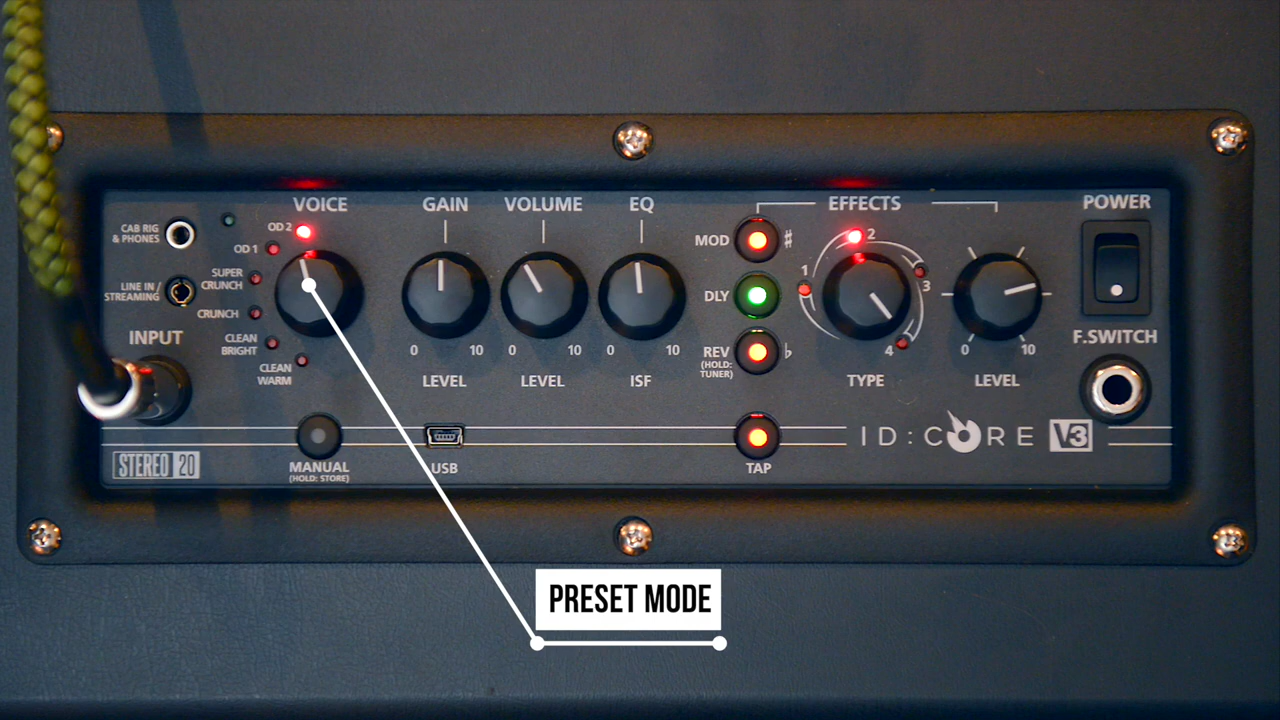 VOICE
GAIN
VOLUME
EQ
EFFECTS
POWER
CAB RIG
& PHONES
OD 2
OD 1
SUPER
CRUNCH
CRUNCH
CLEAN
BRIGHT
CLEAN
WARM
LINE IN/
STREAMING
INPUT
0 10
LEVEL
0 10
LEVEL
0 10
ISF
MOD ♯
DLY
REV ♭
(HOLD:
TUNER)
1
2
3
4
TYPE
0 10
LEVEL
F.SWITCH
STEREO 20
MANUAL
(HOLD: STORE)
USB
TAP
ID:CORE V3
PRESET MODE